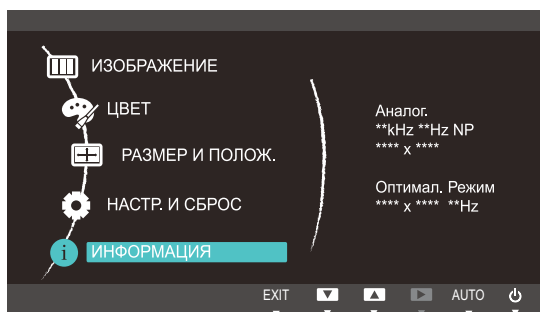 ИЗОБРАЖЕНИЕ
ЦВЕТ
РАЗМЕР И ПОЛОЖ.
НАСТР. И СБРОС
i
ИНФОРМАЦИЯ
Аналог.
**kHz **Hz NP
**** x ****
Оптимал. Режим
**** x **** **Hz
EXIT
AUTO